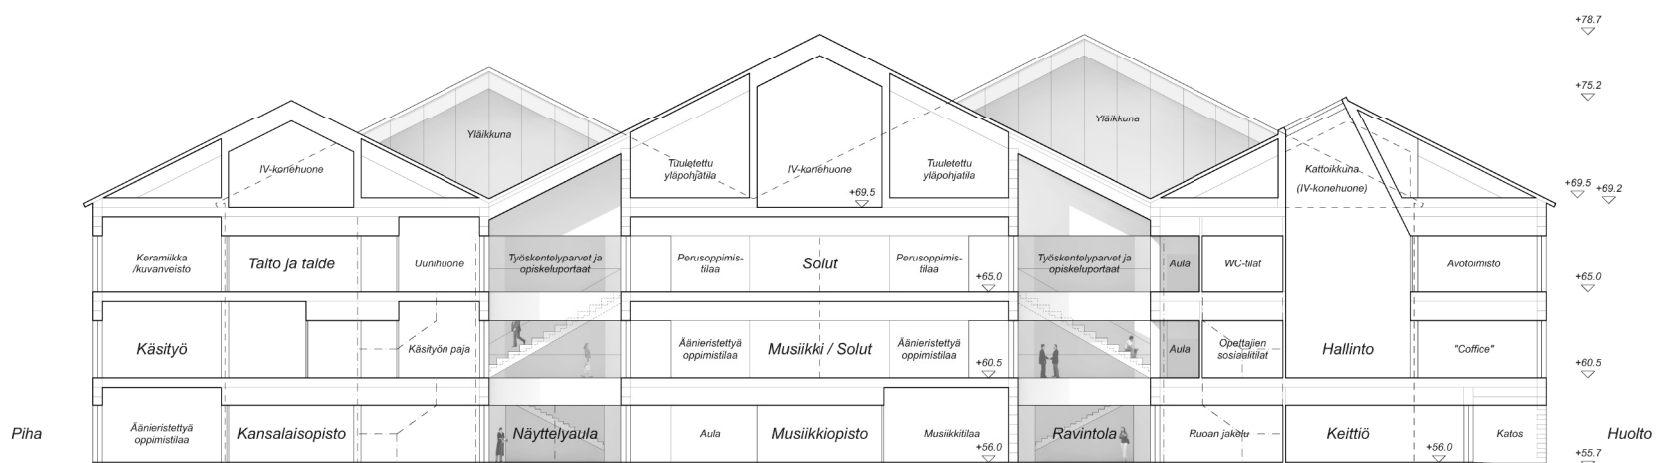 +78.7
+75.2
Yläikkuna
Yläikkuna
IV-konehuone
Tuuletettu
yläpohjatila
IV-konehuone
Tuuletettu
yläpohjatila
Kattoikkuna
(IV-konehuone)
+69.5
+69.5
+69.2
Keramiikka
/kuvanveisto
Taito ja taide
Uunihuone
Työskentelyparvet ja
opiskeluportaat
Perusoppimis-
tilaa
Solut
Perusoppimis-
tilaa
+65.0
Työskentelyparvet ja
opiskeluportaat
Aula
WC-tilat
Avotoimisto
+65.0
Käsityö
Käsityön paja
Äänieristettyä
oppimistilaa
Musiikki / Solut
Äänieristettyä
oppimistilaa
+60.5
Aula
Opettajien
sosiaalitilat
Hallinto
"Coffice"
+60.5
Piha
Äänieristettyä
oppimistilaa
Kansalaisopisto
Näyttelyaula
Aula
Musiikkiopisto
Musiikkitilaa
+56.0
Ravintola
Ruoan jakelu
Keittiö
+56.0
Katos
Huolto
+55.7